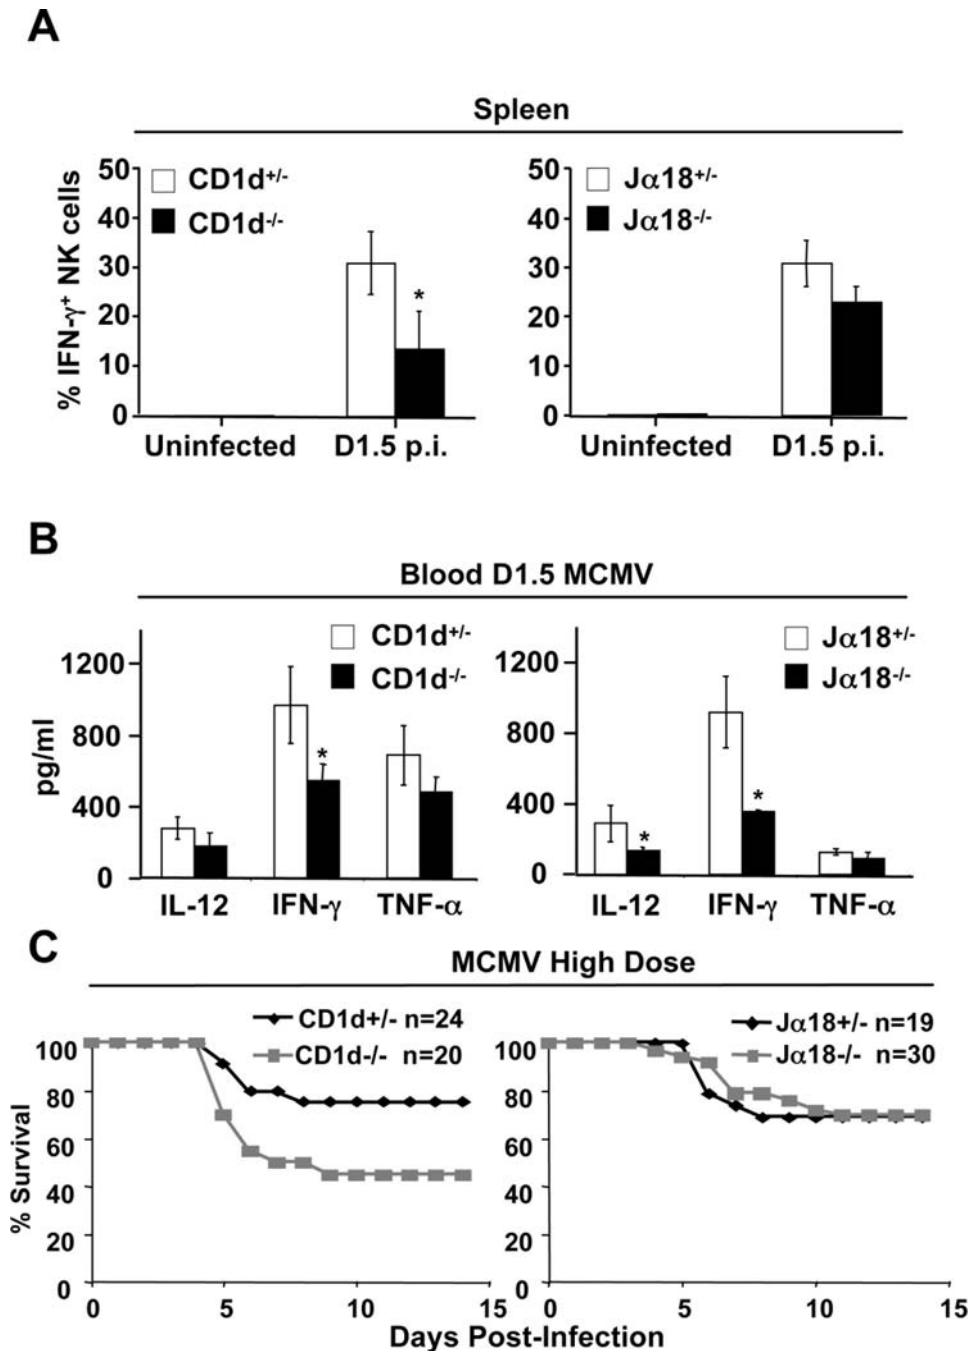 A
Spleen
% IFN-γ+ NK cells
50
40
30
20
10
0
CD1d+/-
CD1d-/-
*
Uninfected
D1.5 p.i.
50
40
30
20
10
0
Jα18+/-
Jα18-/-
Uninfected
D1.5 p.i.
B
Blood D1.5 MCMV
pg/ml
1200
800
400
0
CD1d+/-
CD1d-/-
*
IL-12
IFN-γ
TNF-α
1200
800
400
0
Jα18+/-
Jα18-/-
*
*
IL-12
IFN-γ
TNF-α
C
MCMV High Dose
% Survival
100
80
60
40
20
0
CD1d+/- n=24
CD1d-/- n=20
0
5
10
15
100
80
60
40
20
0
Jα18+/- n=19
Jα18-/- n=30
0
5
10
15
Days Post-Infection